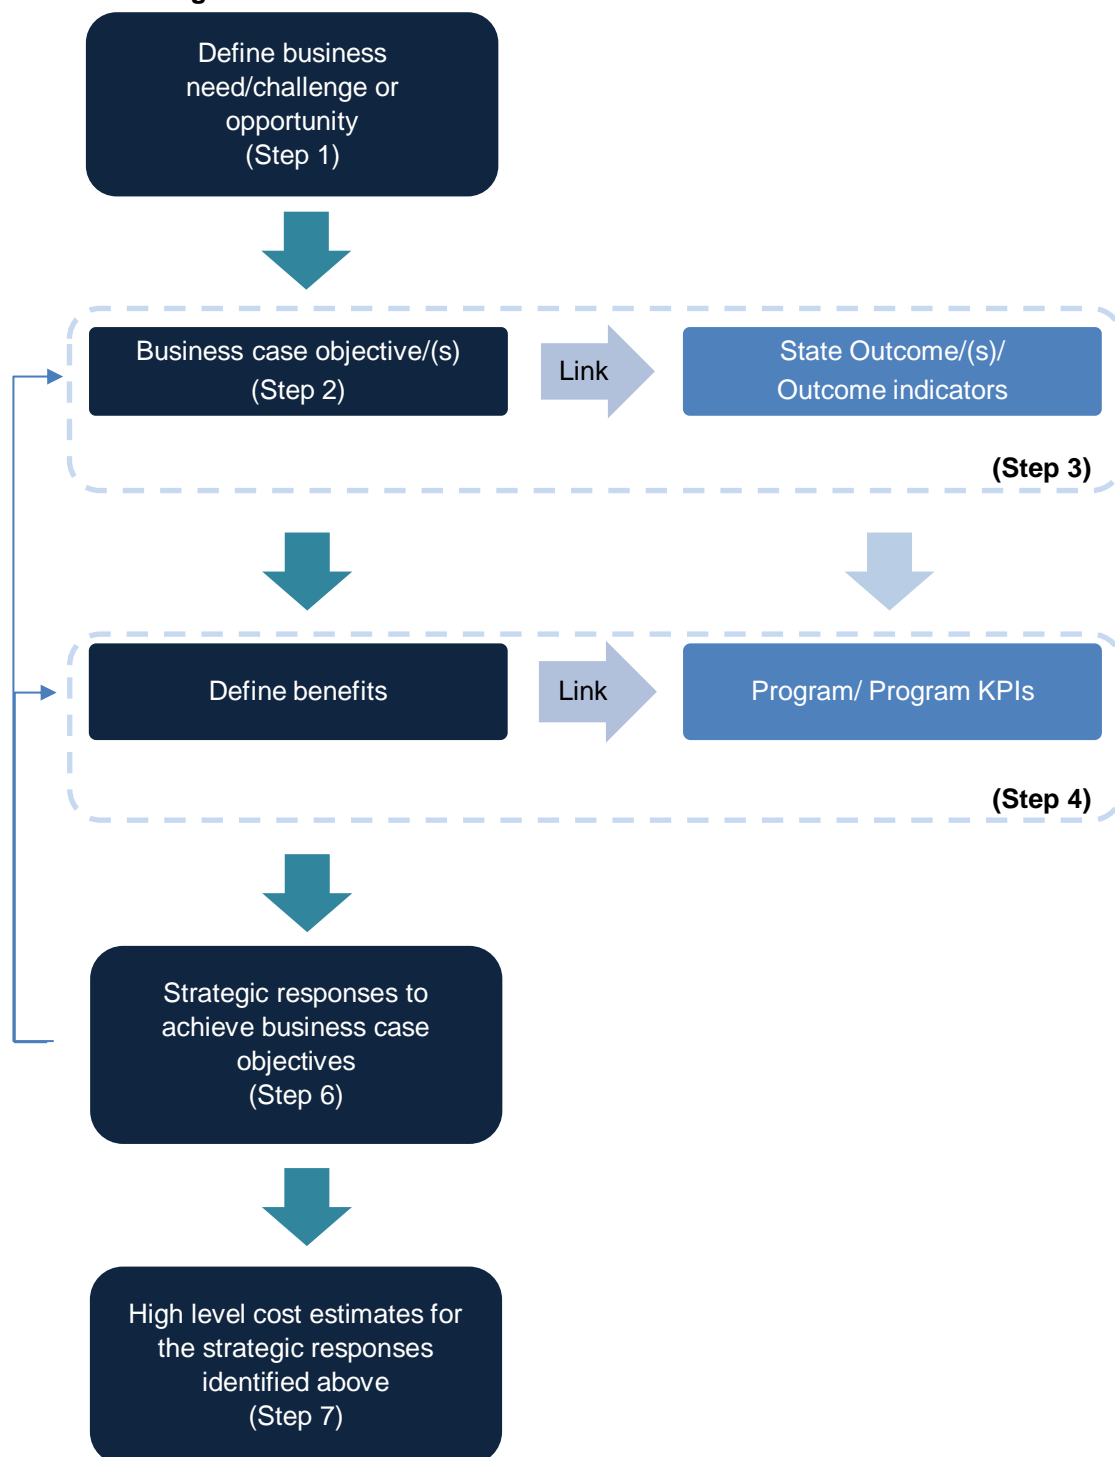 Define business
need/challenge or
opportunity
(Step 1)
Business case objective/(s)
(Step 2)
Link
State Outcome/(s)/
Outcome indicators
(Step 3)
Define benefits
Link
Program/ Program KPIs
(Step 4)
Strategic responses to
achieve business case
objectives
(Step 6)
High level cost estimates for
the strategic responses
identified above
(Step 7)